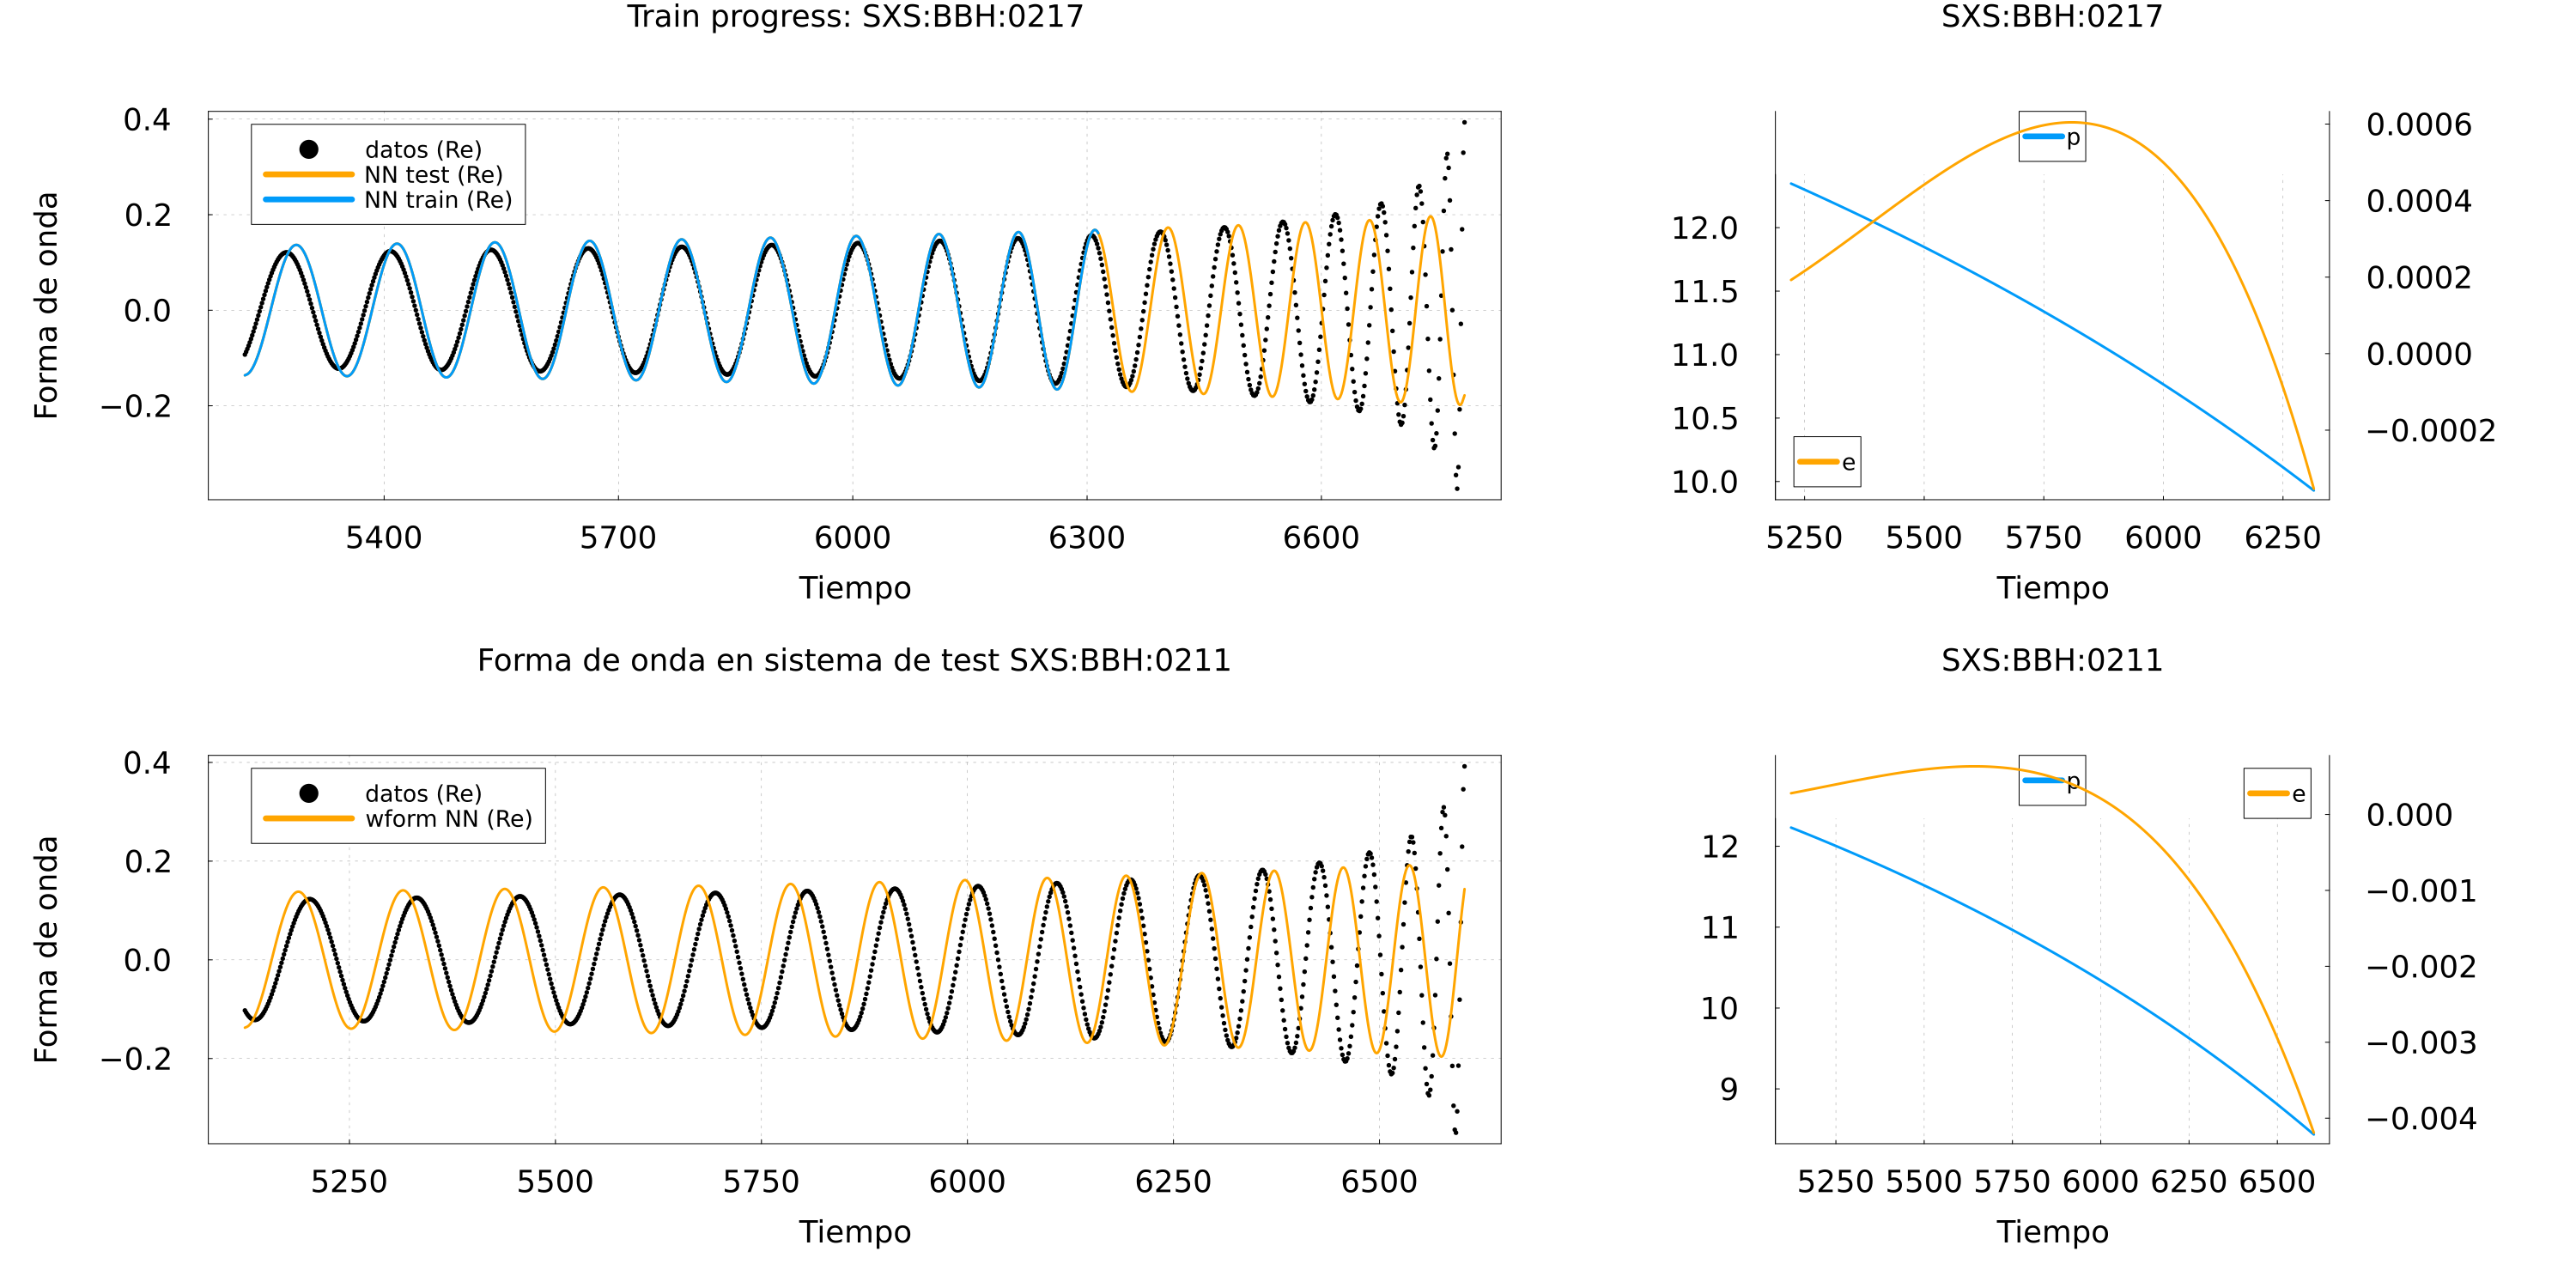 Train progress: SXS:BBH:0217
Forma de onda
0.4
0.2
0.0
−0.2
datos (Re)
NN test (Re)
NN train (Re)
5400 5700 6000 6300 6600
Tiempo
SXS:BBH:0217
12.0
11.5
11.0
10.5
10.0
p
e
0.0006
0.0004
0.0002
0.0000
−0.0002
5250 5500 5750 6000 6250
Tiempo
Forma de onda en sistema de test SXS:BBH:0211
Forma de onda
0.4
0.2
0.0
−0.2
datos (Re)
wform NN (Re)
5250 5500 5750 6000 6250 6500
Tiempo
SXS:BBH:0211
12
11
10
9
p
e
0.000
−0.001
−0.002
−0.003
−0.004
5250 5500 5750 6000 6250 6500
Tiempo